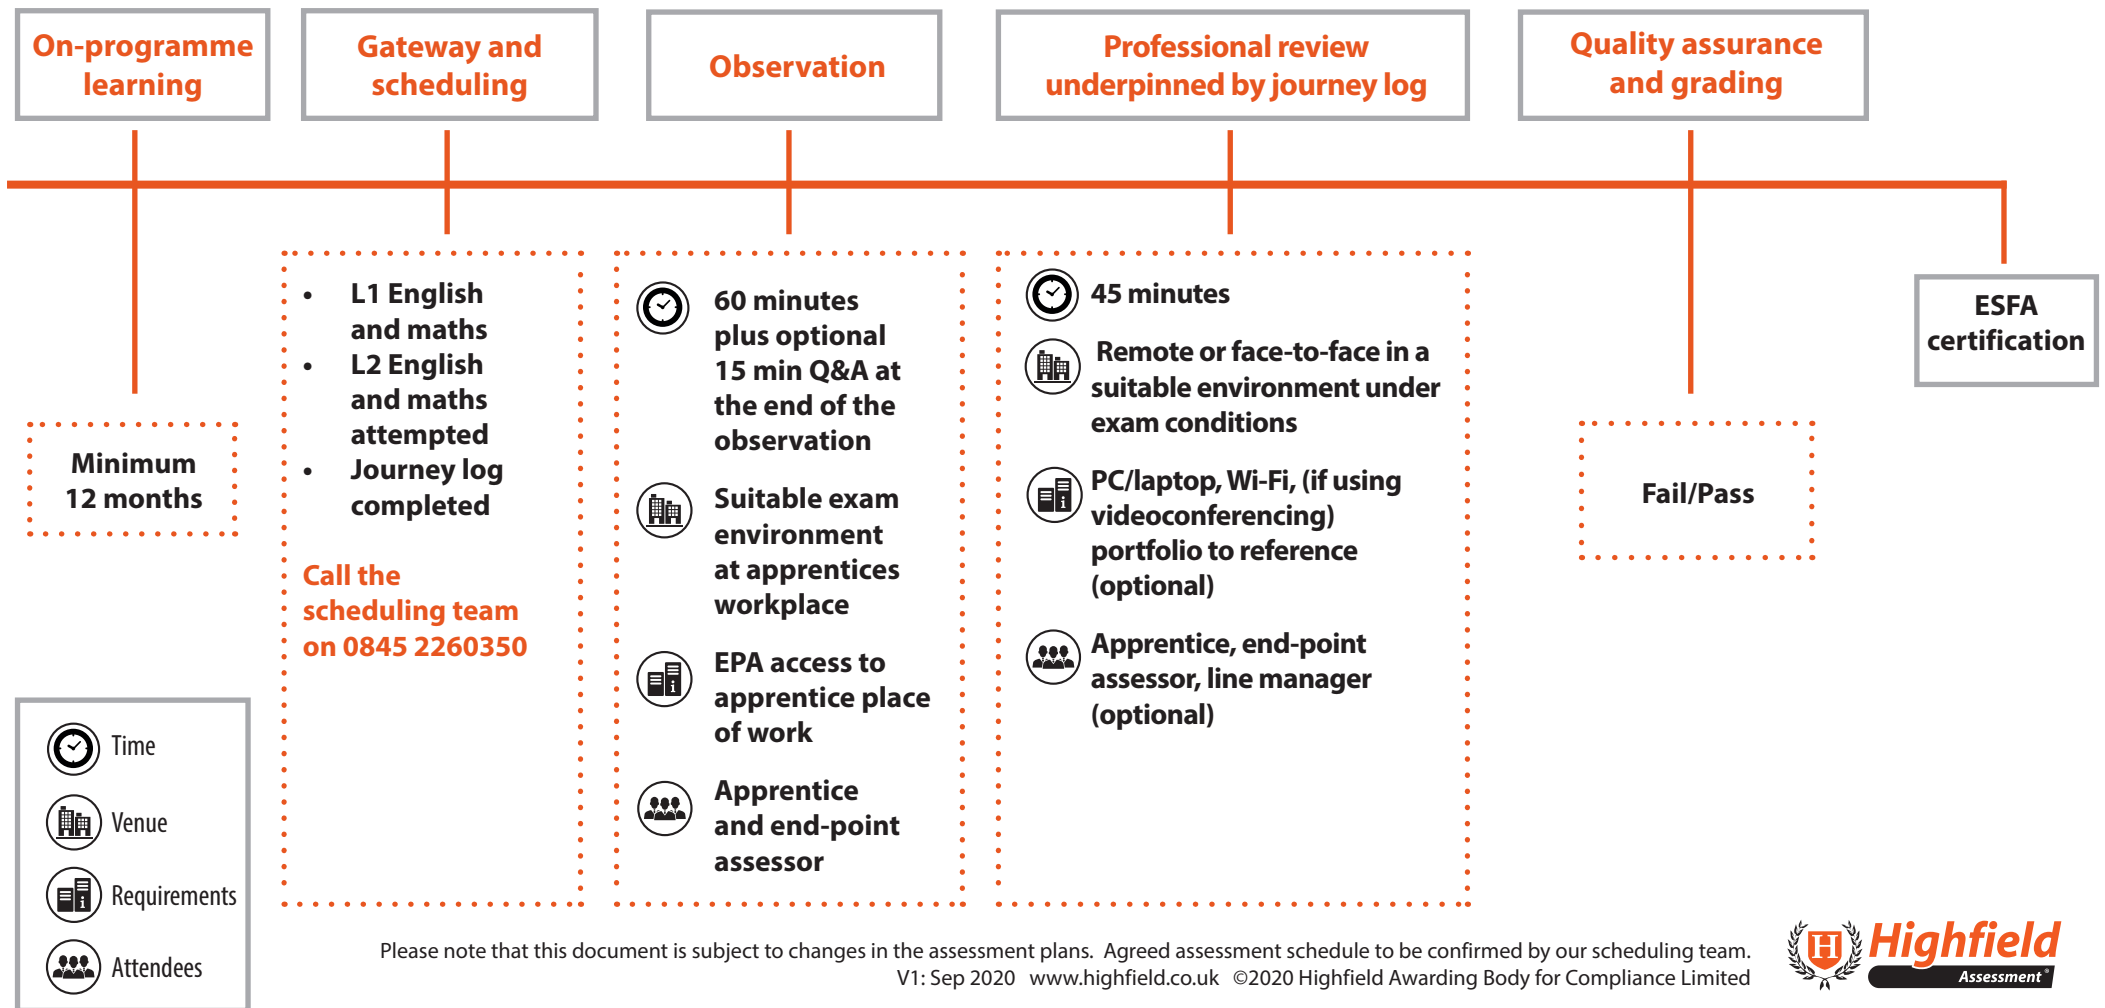 On-programme
learning
Gateway and
scheduling
Observation
Professional review
underpinned by journey log
Quality assurance
and grading
Minimum
12 months
• L1 English
and maths
• L2 English
and maths
attempted
• Journey log
completed
Call the
scheduling team
on 0845 2260350
60 minutes
plus optional
15 min Q&A at
the end of the
observation
Suitable exam
environment
at apprentices
workplace
EPA access to
apprentice place
of work
Apprentice
and end-point
assessor
45 minutes
Remote or face-to-face in a
suitable environment under
exam conditions
PC/laptop, Wi-Fi, (if using
videoconferencing)
portfolio to reference
(optional)
Apprentice, end-point
assessor, line manager
(optional)
Fail/Pass
ESFA
certification
Time
Venue
Requirements
Attendees
Please note that this document is subject to changes in the assessment plans. Agreed assessment schedule to be confirmed by our scheduling team.
V1: Sep 2020 www.highfield.co.uk ©2020 Highfield Awarding Body for Compliance Limited
H
Highfield
Assessment®